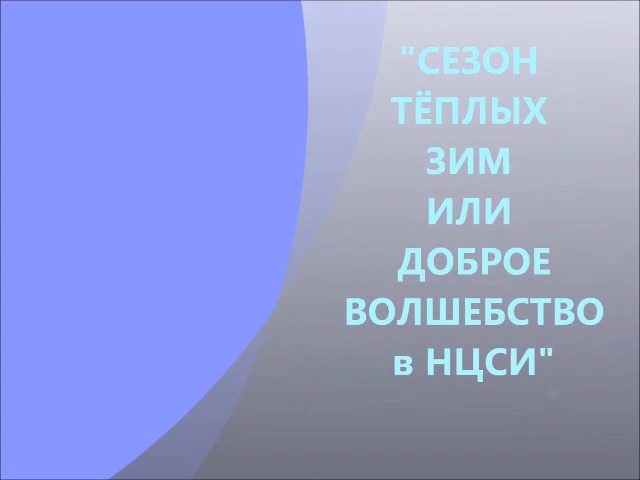 "СЕЗОН
ТЁПЛЫХ
ЗИМ
ИЛИ
ДОБРОЕ
ВОЛШЕБСТВО
в НЦСИ"